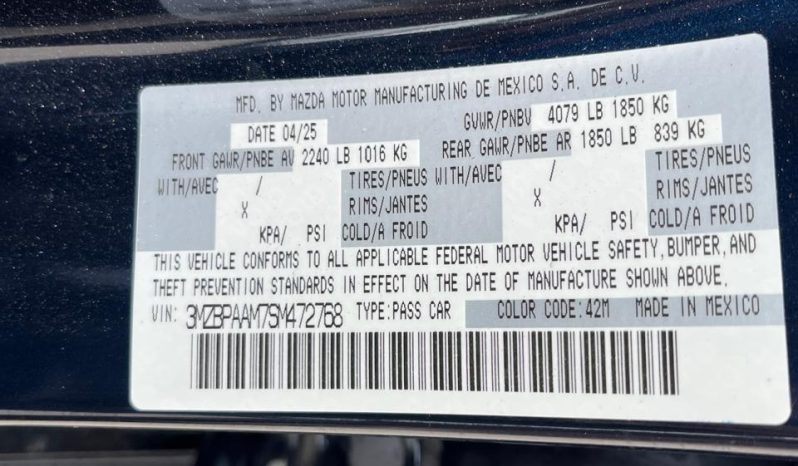 MFD. BY MAZDA MOTOR MANUFACTURING DE MEXICO S.A. DE C.V.
DATE 04/25 GVWR/PNBV 4079 LB 1850 KG
FRONT GAWR/PNBE AV 2240 LB 1016 KG REAR GAWR/PNBE AR 1850 LB 839 KG
WITH/AVEC / TIRES/PNEUS WITH/AVEC / TIRES/PNEUS
X RIMS/JANTES X RIMS/JANTES
KPA/ PSI COLD/A FROID KPA/ PSI COLD/A FROID
THIS VEHICLE CONFORMS TO ALL APPLICABLE FEDERAL MOTOR VEHICLE SAFETY, BUMPER, AND
THEFT PREVENTION STANDARDS IN EFFECT ON THE DATE OF MANUFACTURE SHOWN ABOVE.
VIN: 3MZBPAAM7SM472768 TYPE:PASS CAR COLOR CODE:42M MADE IN MEXICO